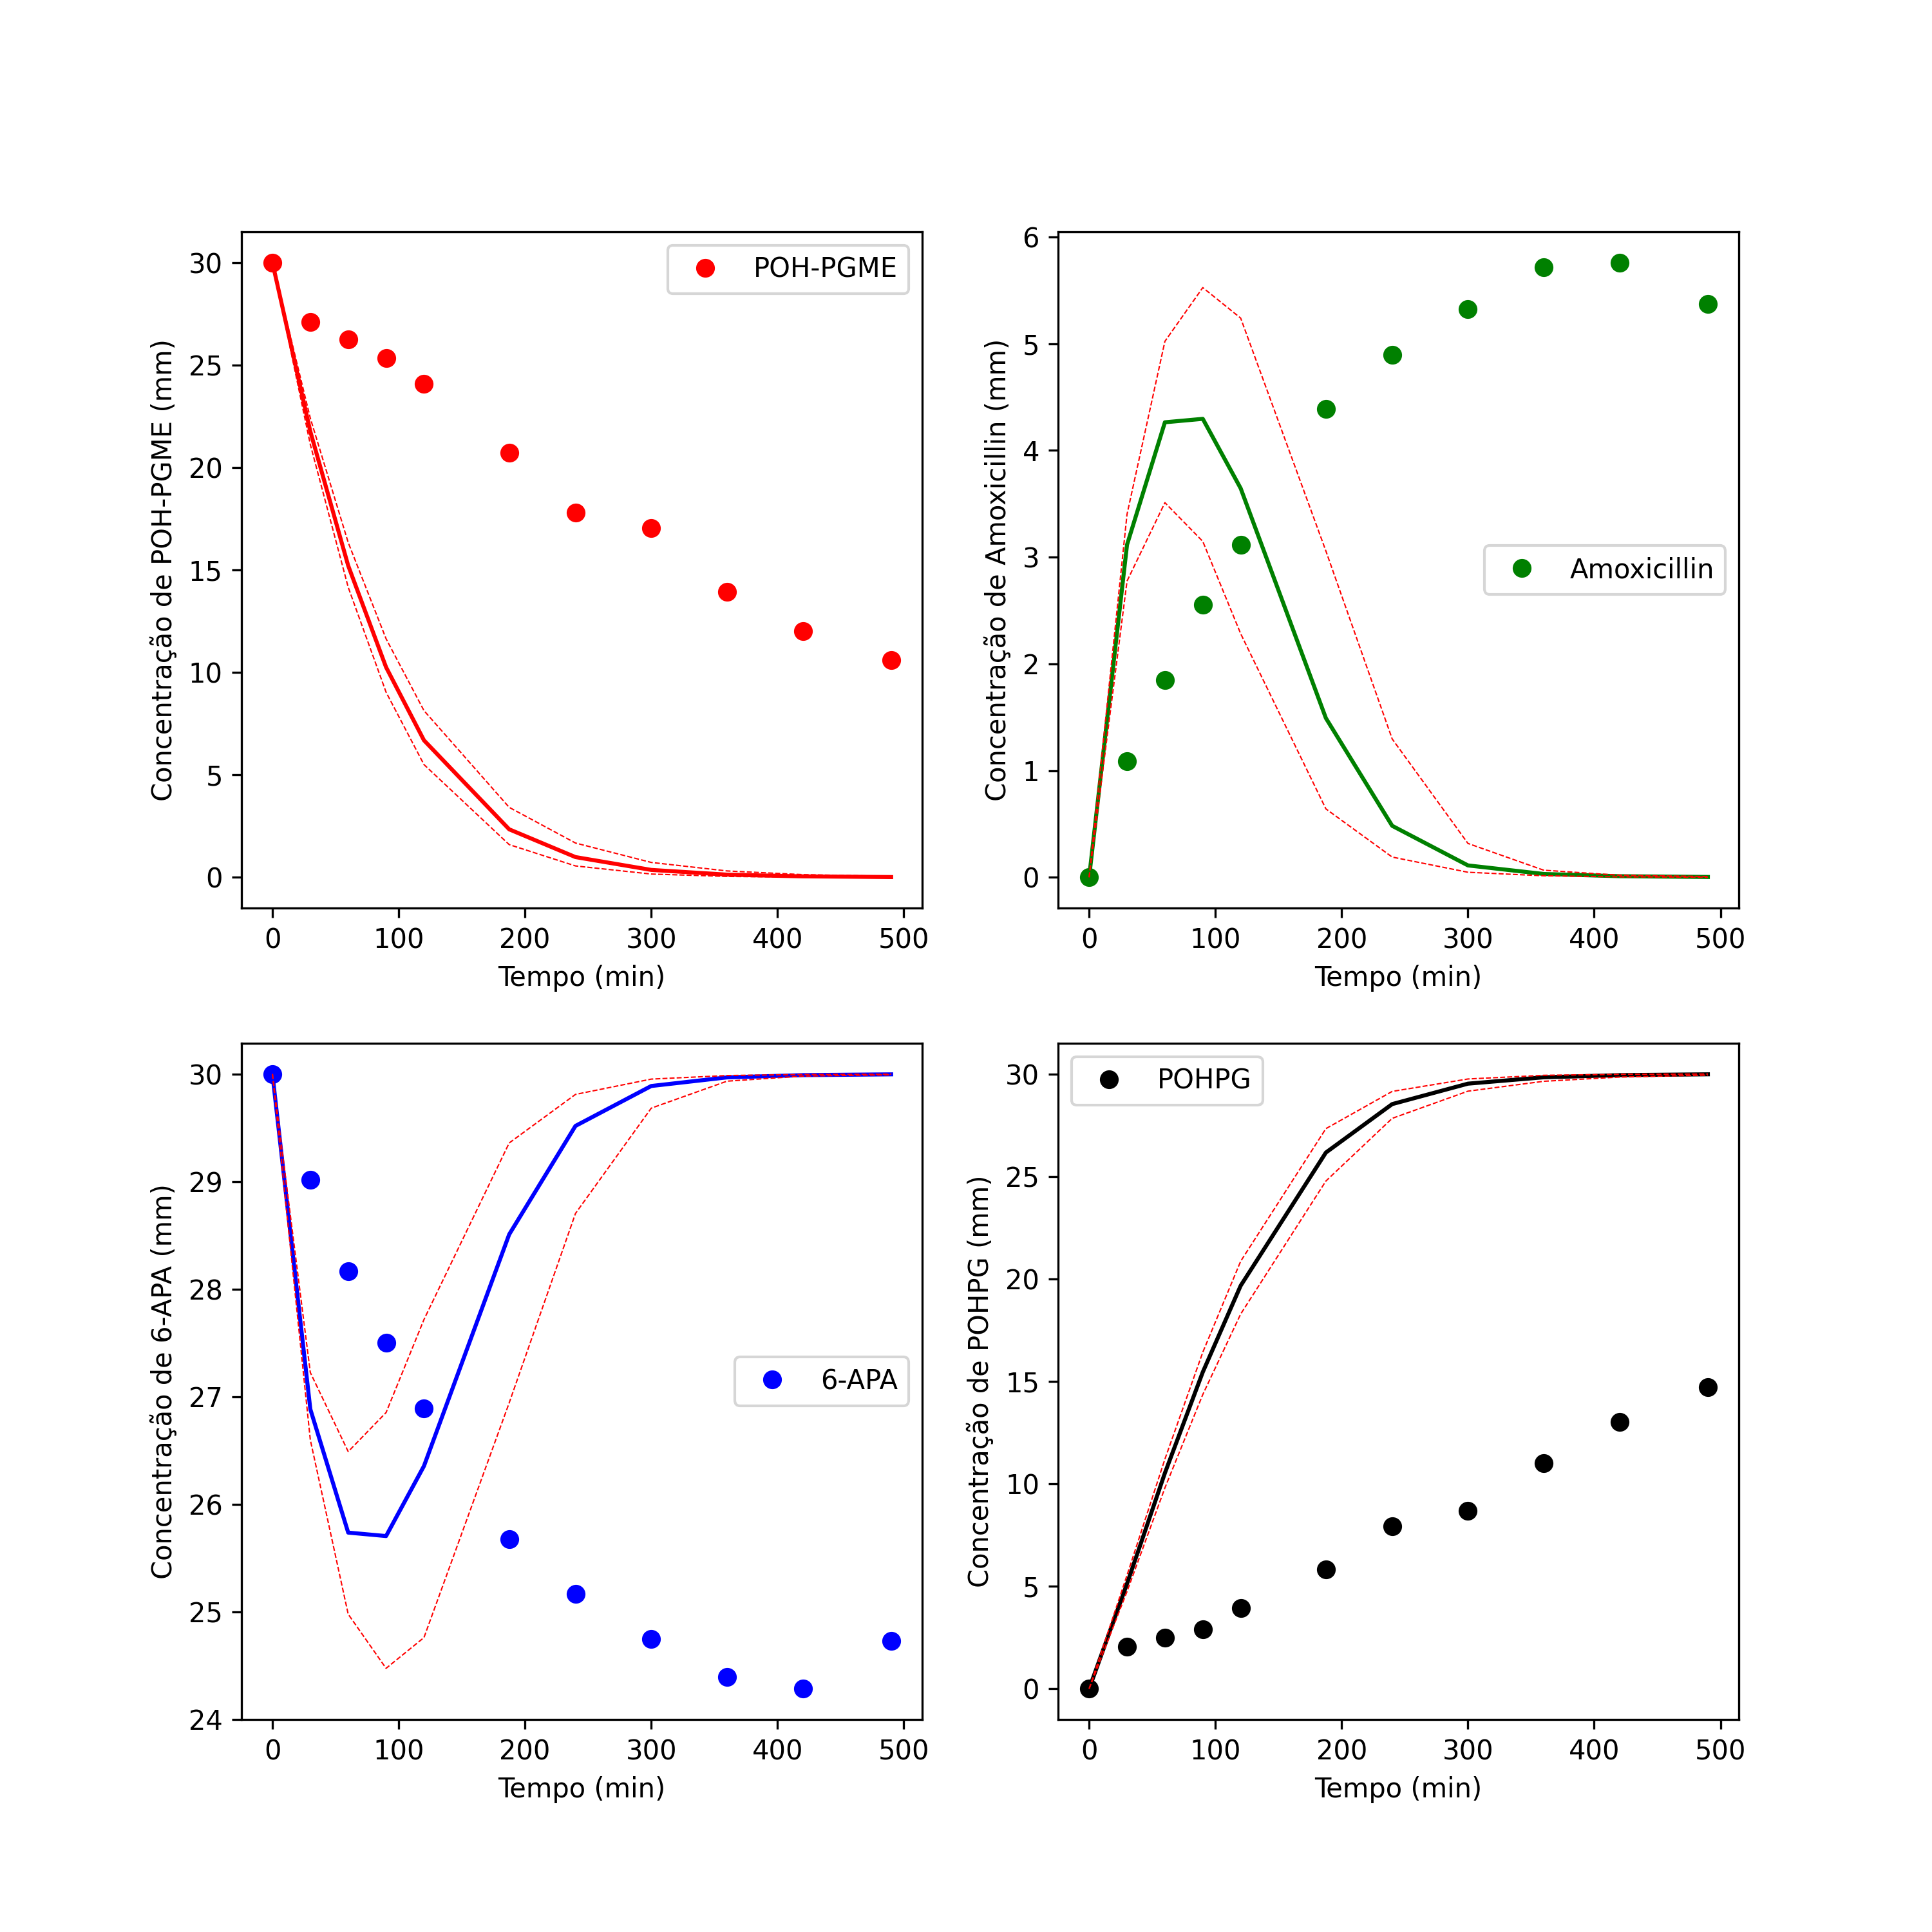 Concentração de POH-PGME (mm)
30
25
20
15
10
5
0
POH-PGME
0 100 200 300 400 500
Tempo (min)
Concentração de Amoxicillin (mm)
6
5
4
3
2
1
0
Amoxicillin
0 100 200 300 400 500
Tempo (min)
Concentração de 6-APA (mm)
30
29
28
27
26
25
24
6-APA
0 100 200 300 400 500
Tempo (min)
Concentração de POHPG (mm)
30
25
20
15
10
5
0
POHPG
0 100 200 300 400 500
Tempo (min)